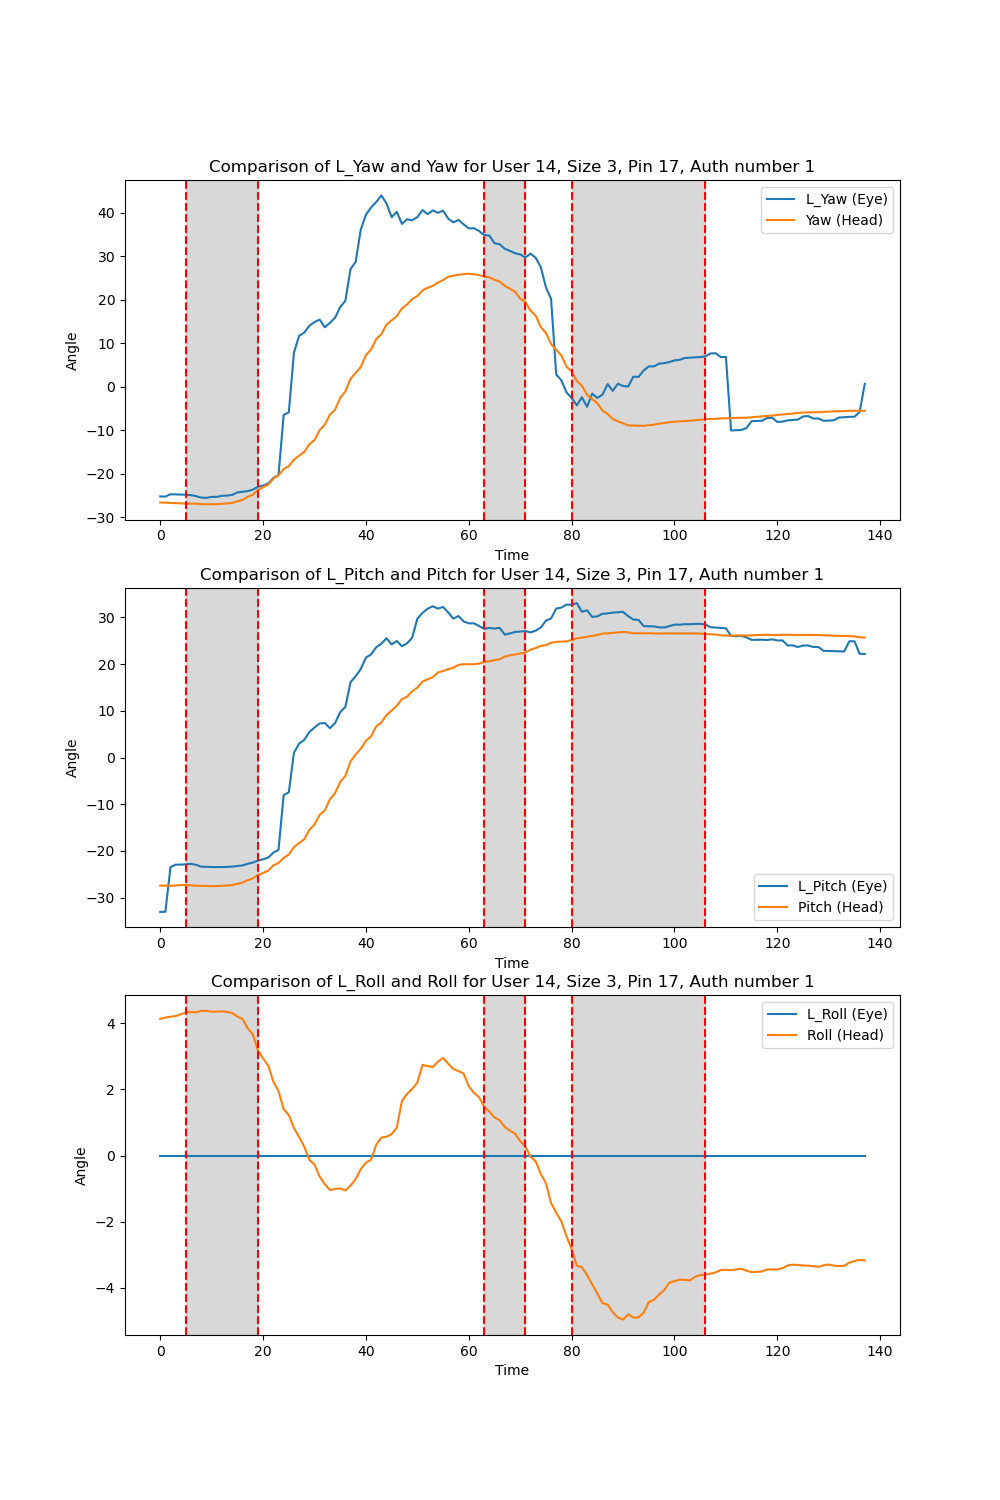 Comparison of L_Yaw and Yaw for User 14, Size 3, Pin 17, Auth number 1
L_Yaw (Eye)
Yaw (Head)
40
30
20
10
0
−10
−20
−30
Angle
0 20 40 60 80 100 120 140
Time
Comparison of L_Pitch and Pitch for User 14, Size 3, Pin 17, Auth number 1
30
20
10
0
−10
−20
−30
Angle
L_Pitch (Eye)
Pitch (Head)
0 20 40 60 80 100 120 140
Time
Comparison of L_Roll and Roll for User 14, Size 3, Pin 17, Auth number 1
L_Roll (Eye)
Roll (Head)
4
2
0
−2
−4
Angle
0 20 40 60 80 100 120 140
Time